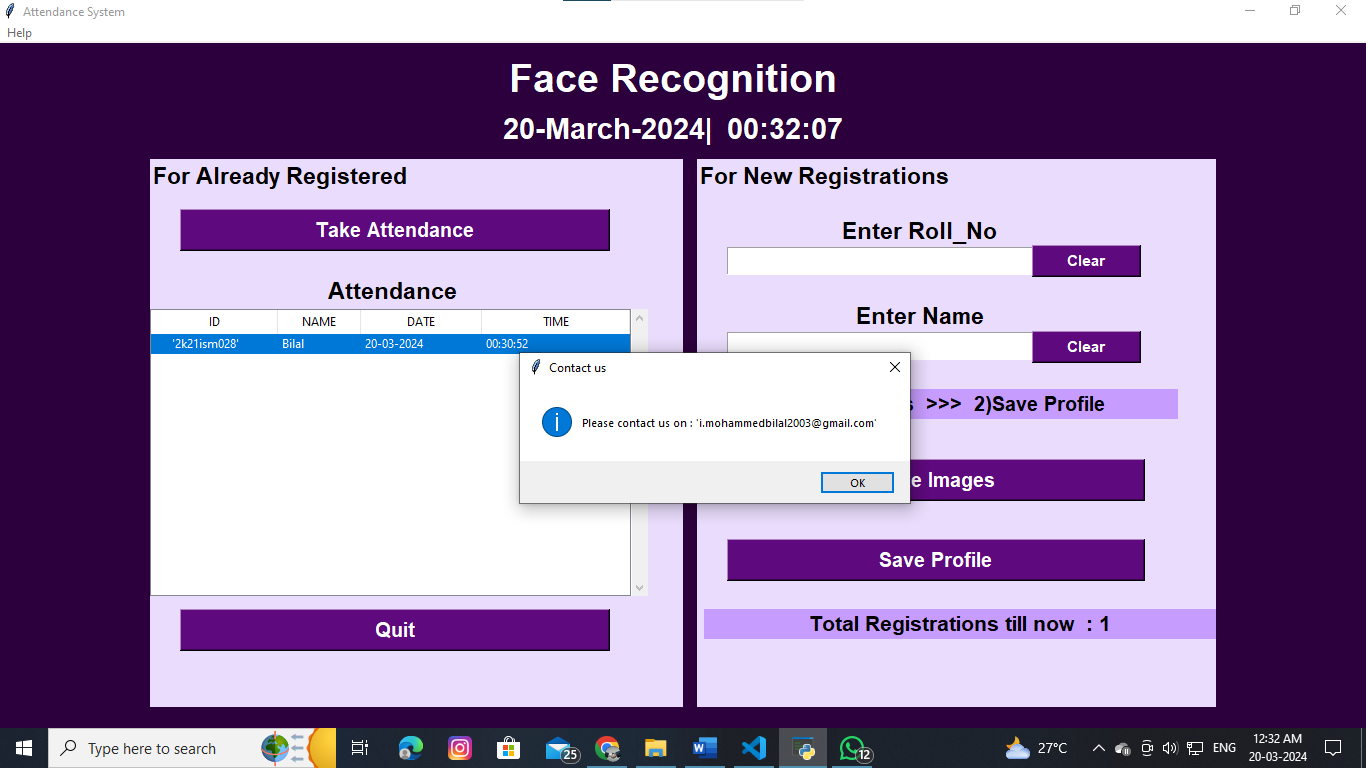 Attendance System
Help
Face Recognition
20-March-2024| 00:32:07
For Already Registered
Take Attendance
Attendance
ID NAME DATE TIME
'2k21ism028' Bilal 20-03-2024 00:30:52
Quit
For New Registrations
Enter Roll_No
Clear
Enter Name
Clear
>>> 2)Save Profile
Images
Save Profile
Total Registrations till now : 1
Contact us
Please contact us on : 'i.mohammedbilal2003@gmail.com'
OK
Type here to search
25
12
27°C
ENG
12:32 AM
20-03-2024